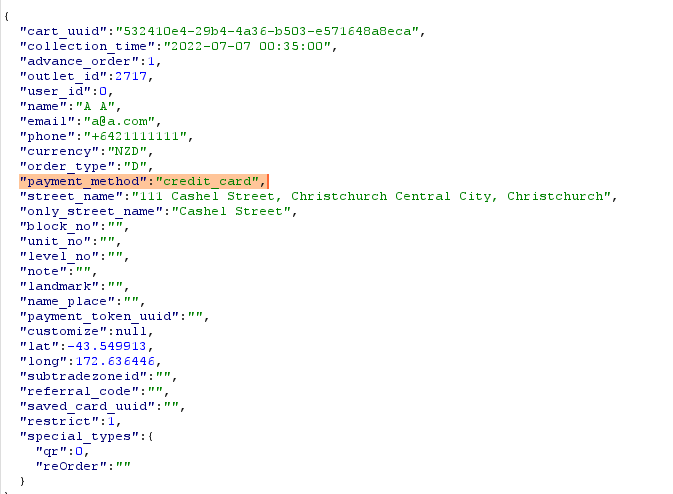 {
"cart_uuid":"532410e4-29b4-4a36-b503-e571648a8eca",
"collection_time":"2022-07-07 00:35:00",
"advance_order":1,
"outlet_id":2717,
"user_id":0,
"name":"A A",
"email":"a@a.com",
"phone":"+6421111111",
"currency":"NZD",
"order_type":"D",
"payment_method":"credit_card",
"street_name":"111 Cashel Street, Christchurch Central City, Christchurch",
"only_street_name":"Cashel Street",
"block_no":"",
"unit_no":"",
"level_no":"",
"note":"",
"landmark":"",
"name_place":"",
"payment_token_uuid":"",
"customize":null,
"lat":-43.549913,
"long":172.636446,
"subtradezoneid":"",
"referral_code":"",
"saved_card_uuid":"",
"restrict":1,
"special_types":{
"qr":0,
"reOrder":""
}
}